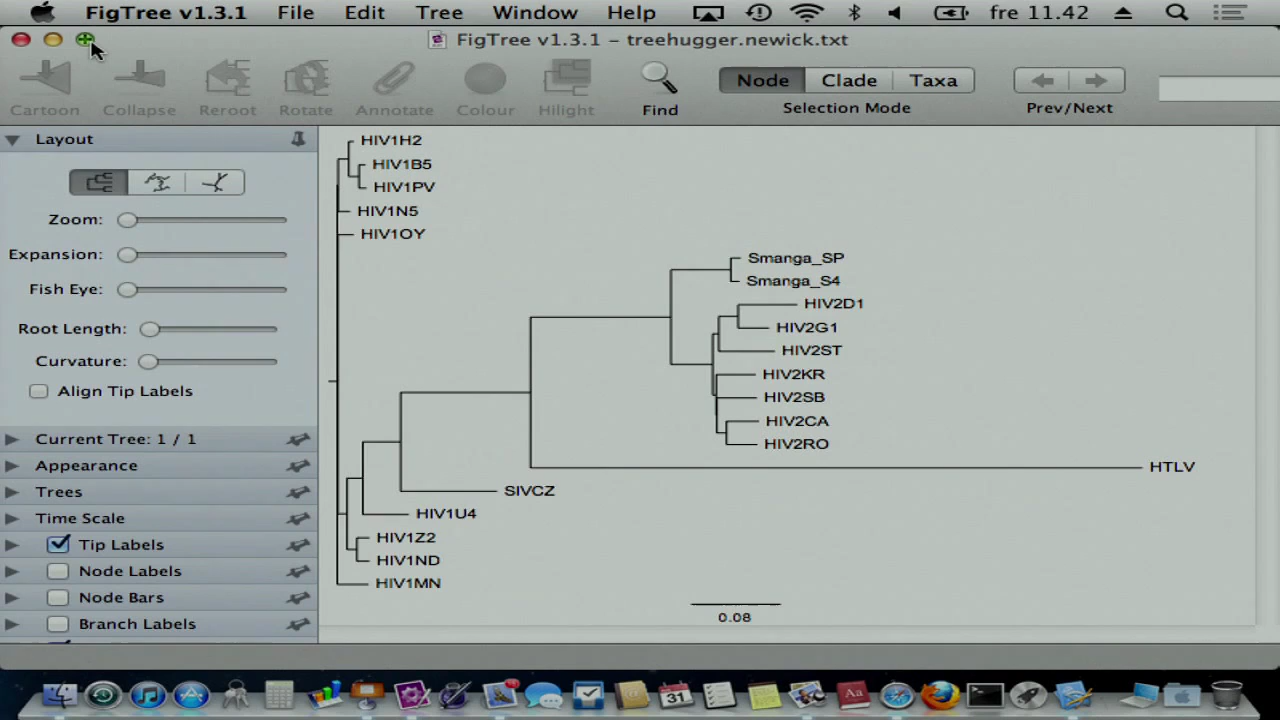 FigTree v1.3.1 File Edit Tree Window Help fre 11.42
FigTree v1.3.1 – treehugger.newick.txt
Cartoon Collapse Reroot Rotate Annotate Colour Hilight Find
Node Clade Taxa
Selection Mode
Prev/Next
Layout
Zoom:
Expansion:
Fish Eye:
Root Length:
Curvature:
Align Tip Labels
Current Tree: 1 / 1
Appearance
Trees
Time Scale
Tip Labels
Node Labels
Node Bars
Branch Labels
HIV1H2
HIV1B5
HIV1PV
HIV1N5
HIV1OY
Smanga_SP
Smanga_S4
HIV2D1
HIV2G1
HIV2ST
HIV2KR
HIV2SB
HIV2CA
HIV2RO
HTLV
SIVCZ
HIV1U4
HIV1Z2
HIV1ND
HIV1MN
0.08
31
Aa